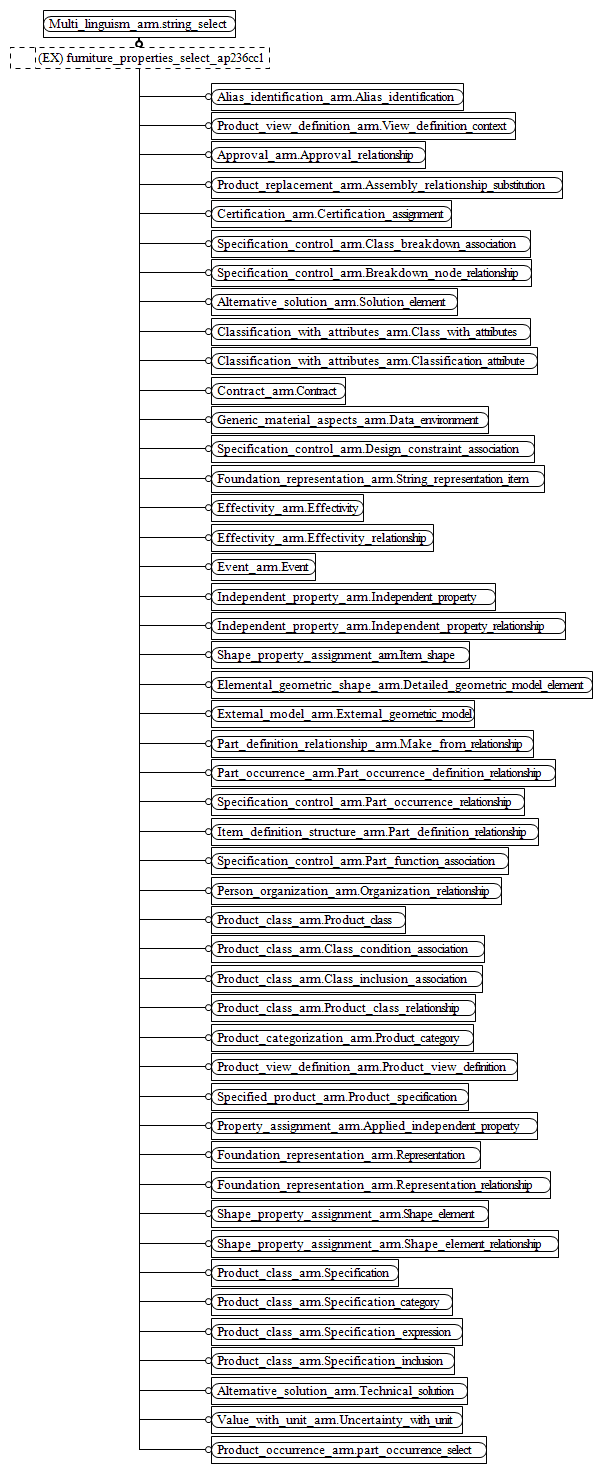 Multi_linguism_arm.string_select
(EX) furniture_properties_select_ap236cc1
Alias_identification_arm.Alias_identification
Product_view_definition_arm.View_definition_context
Approval_arm.Approval_relationship
Product_replacement_arm.Assembly_relationship_substitution
Certification_arm.Certification_assignment
Specification_control_arm.Class_breakdown_association
Specification_control_arm.Breakdown_node_relationship
Alternative_solution_arm.Solution_element
Classification_with_attributes_arm.Class_with_attributes
Classification_with_attributes_arm.Classification_attribute
Contract_arm.Contract
Generic_material_aspects_arm.Data_environment
Specification_control_arm.Design_constraint_association
Foundation_representation_arm.String_representation_item
Effectivity_arm.Effectivity
Effectivity_arm.Effectivity_relationship
Event_arm.Event
Independent_property_arm.Independent_property
Independent_property_arm.Independent_property_relationship
Shape_property_assignment_arm.Item_shape
Elemental_geometric_shape_arm.Detailed_geometric_model_element
External_model_arm.External_geometric_model
Part_definition_relationship_arm.Make_from_relationship
Part_occurrence_arm.Part_occurrence_definition_relationship
Specification_control_arm.Part_occurrence_relationship
Item_definition_structure_arm.Part_definition_relationship
Specification_control_arm.Part_function_association
Person_organization_arm.Organization_relationship
Product_class_arm.Product_class
Product_class_arm.Class_condition_association
Product_class_arm.Class_inclusion_association
Product_class_arm.Product_class_relationship
Product_categorization_arm.Product_category
Product_view_definition_arm.Product_view_definition
Specified_product_arm.Product_specification
Property_assignment_arm.Applied_independent_property
Foundation_representation_arm.Representation
Foundation_representation_arm.Representation_relationship
Shape_property_assignment_arm.Shape_element
Shape_property_assignment_arm.Shape_element_relationship
Product_class_arm.Specification
Product_class_arm.Specification_category
Product_class_arm.Specification_expression
Product_class_arm.Specification_inclusion
Alternative_solution_arm.Technical_solution
Value_with_unit_arm.Uncertainty_with_unit
Product_occurrence_arm.part_occurrence_select